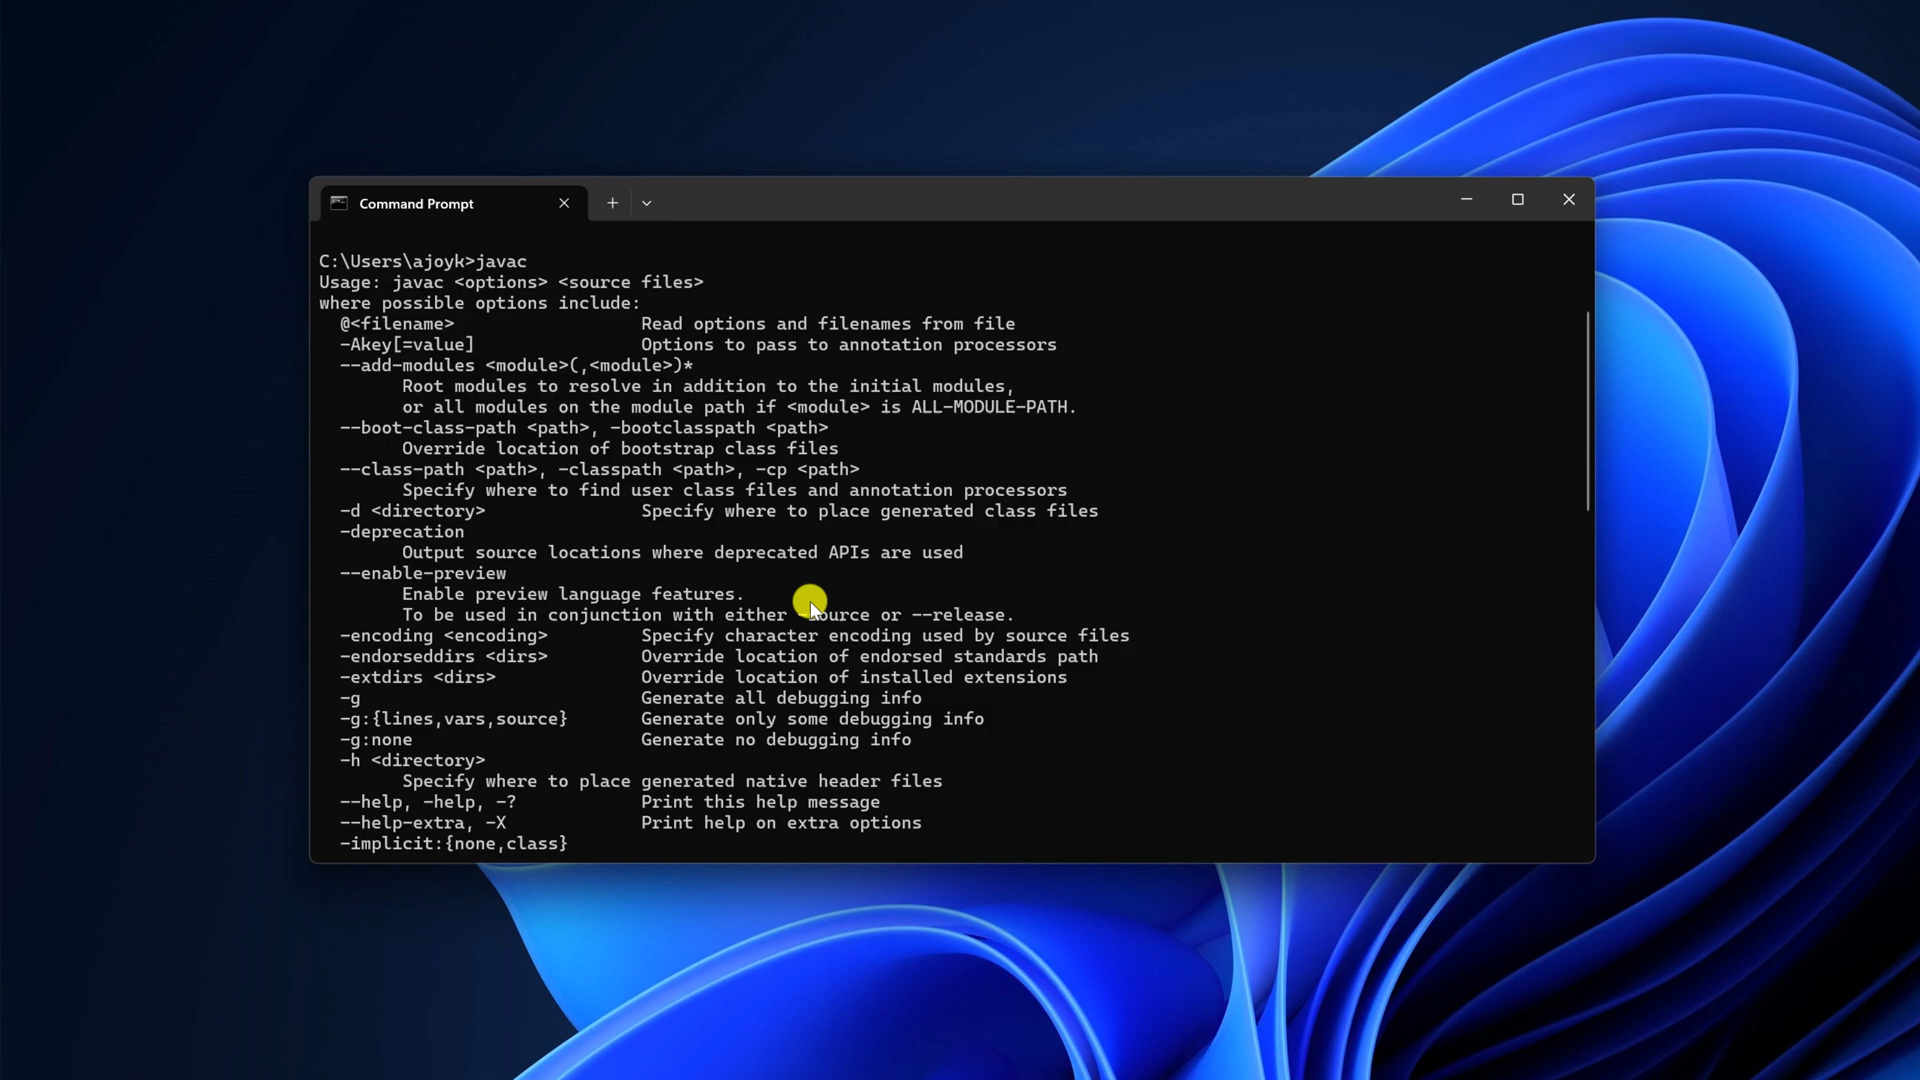 Command Prompt
C:\Users\ajoyk>javac
Usage: javac <options> <source files>
where possible options include:
@<filename> Read options and filenames from file
-Akey[=value] Options to pass to annotation processors
--add-modules <module>(,<module>)*
Root modules to resolve in addition to the initial modules,
or all modules on the module path if <module> is ALL-MODULE-PATH.
--boot-class-path <path>, -bootclasspath <path>
Override location of bootstrap class files
--class-path <path>, -classpath <path>, -cp <path>
Specify where to find user class files and annotation processors
-d <directory> Specify where to place generated class files
-deprecation
Output source locations where deprecated APIs are used
--enable-preview
Enable preview language features.
To be used in conjunction with either -source or --release.
-encoding <encoding> Specify character encoding used by source files
-endorseddirs <dirs> Override location of endorsed standards path
-extdirs <dirs> Override location of installed extensions
-g Generate all debugging info
-g:{lines,vars,source} Generate only some debugging info
-g:none Generate no debugging info
-h <directory>
Specify where to place generated native header files
--help, -help, -? Print this help message
--help-extra, -X Print help on extra options
-implicit:{none,class}